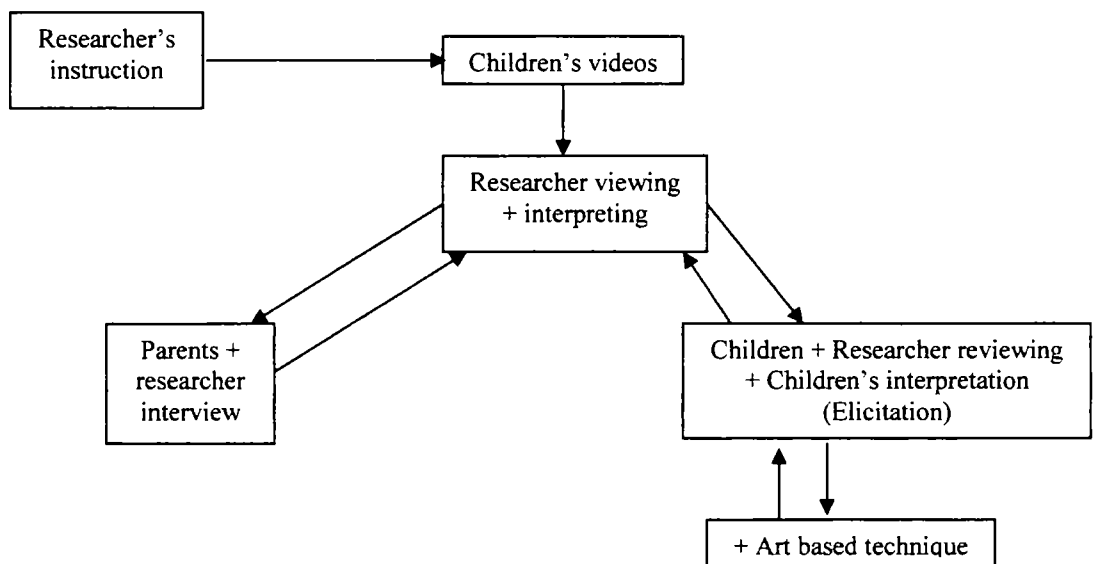 Researcher’s
instruction
Children’s videos
Researcher viewing
+ interpreting
Parents +
researcher
interview
Children + Researcher reviewing
+ Children’s interpretation
(Elicitation)
+ Art based technique